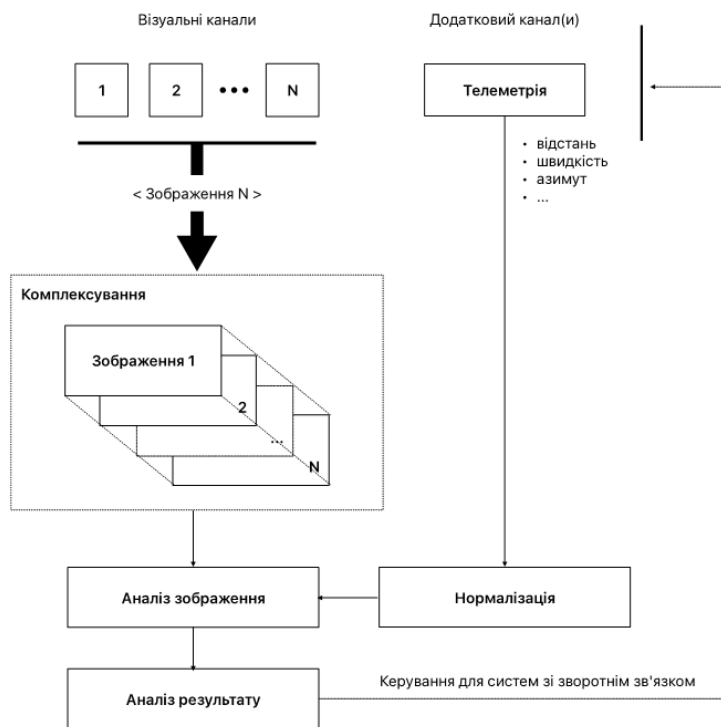 Візуальні канали
Додатковий канал(и)
1
2
•••
N
Телеметрія
• відстань
• швидкість
• азимут
• ...
< Зображення N >
Комплексування
Зображення 1
2
...
N
Аналіз зображення
Нормалізація
Аналіз результату
Керування для систем зі зворотнім зв'язком